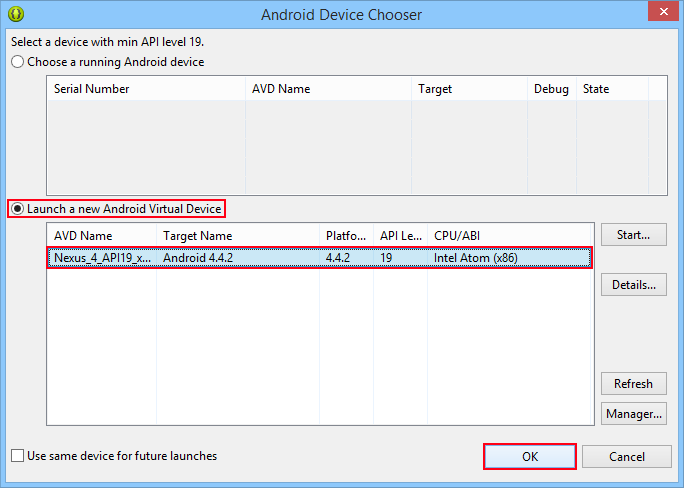 Android Device Chooser
Select a device with min API level 19.
Choose a running Android device
Serial Number AVD Name Target Debug State
Launch a new Android Virtual Device
AVD Name Target Name Platfo... API Le... CPU/ABI
Nexus_4_API19_x... Android 4.4.2 4.4.2 19 Intel Atom (x86)
Start...
Details...
Refresh
Manager...
Use same device for future launches
OK Cancel